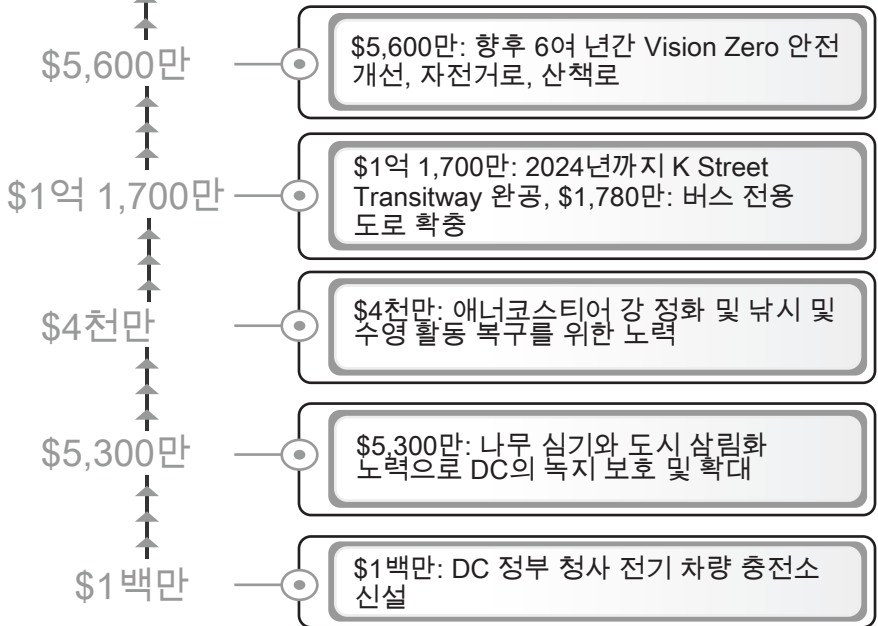 $5,600만
$5,600만: 향후 6여 년간 Vision Zero 안전
개선, 자전거로, 산책로
$1억 1,700만
$1억 1,700만: 2024년까지 K Street
Transitway 완공, $1,780만: 버스 전용
도로 확충
$4천만
$4천만: 애너코스티어 강 정화 및 낚시 및
수영 활동 복구를 위한 노력
$5,300만
$5,300만: 나무 심기와 도시 삼림화
노력으로 DC의 녹지 보호 및 확대
$1백만
$1백만: DC 정부 청사 전기 차량 충전소
신설